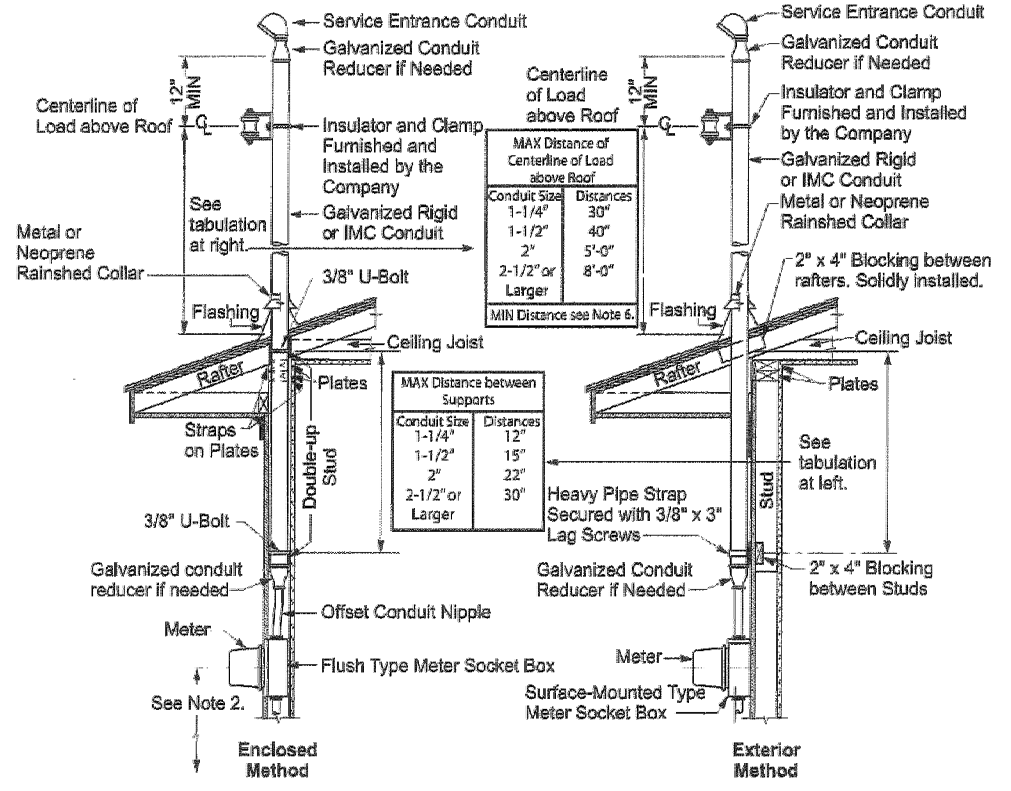 Service Entrance Conduit
Galvanized Conduit
Reducer if Needed
12"
MIN
Centerline of
Load above Roof
CL
Insulator and Clamp
Furnished and
Installed by the
Company
See
tabulation
at right.
Galvanized Rigid
or IMC Conduit
Metal or
Neoprene
Rainshed Collar
3/8" U-Bolt
Flashing
Ceiling Joist
Rafter
Plates
Straps
on Plates
Double-up
Stud
3/8" U-Bolt
Galvanized conduit
reducer if needed
Offset Conduit Nipple
Meter
Flush Type Meter Socket Box
See Note 2.
Enclosed
Method
MAX Distance of
Centerline of Load
above Roof
Conduit Size Distances
1-1/4" 30"
1-1/2" 40"
2" 5'-0"
2-1/2" or 8'-0"
Larger
MIN Distance see Note 6.
MAX Distance between
Supports
Conduit Size Distances
1-1/4" 12"
1-1/2" 15"
2" 22"
2-1/2" or 30"
Larger
Service Entrance Conduit
Galvanized Conduit
Reducer if Needed
Centerline
of Load
above Roof
12"
MIN
CL
Insulator and Clamp
Furnished and Installed
by the Company
Galvanized Rigid
or IMC Conduit
Metal or Neoprene
Rainshed Collar
2" x 4" Blocking between
rafters. Solidly installed.
Flashing
Ceiling Joist
Rafter
Plates
See
tabulation
at left.
Stud
Heavy Pipe Strap
Secured with 3/8" x 3"
Lag Screws
Galvanized Conduit
Reducer if Needed
2" x 4" Blocking
between Studs
Meter
Surface-Mounted Type
Meter Socket Box
Exterior
Method